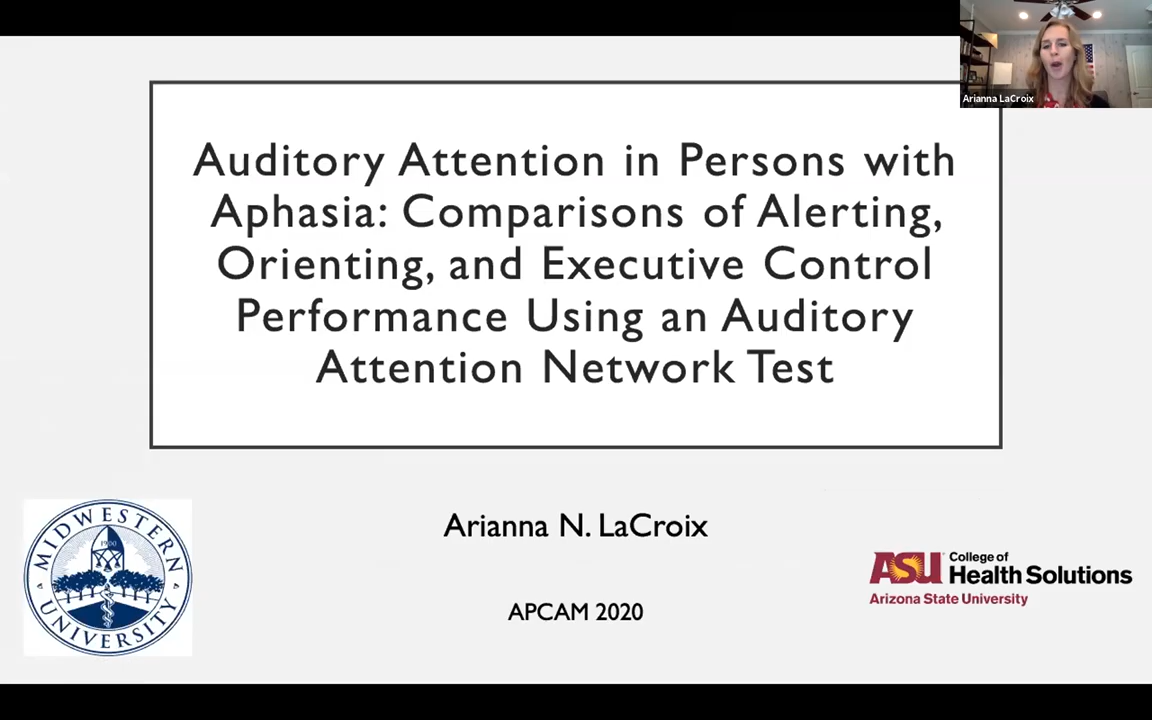 Arianna LaCroix
Auditory Attention in Persons with
Aphasia: Comparisons of Alerting,
Orienting, and Executive Control
Performance Using an Auditory
Attention Network Test
Arianna N. LaCroix
APCAM 2020
MIDWESTERN
1900
UNIVERSITY
ASU College of
Health Solutions
Arizona State University